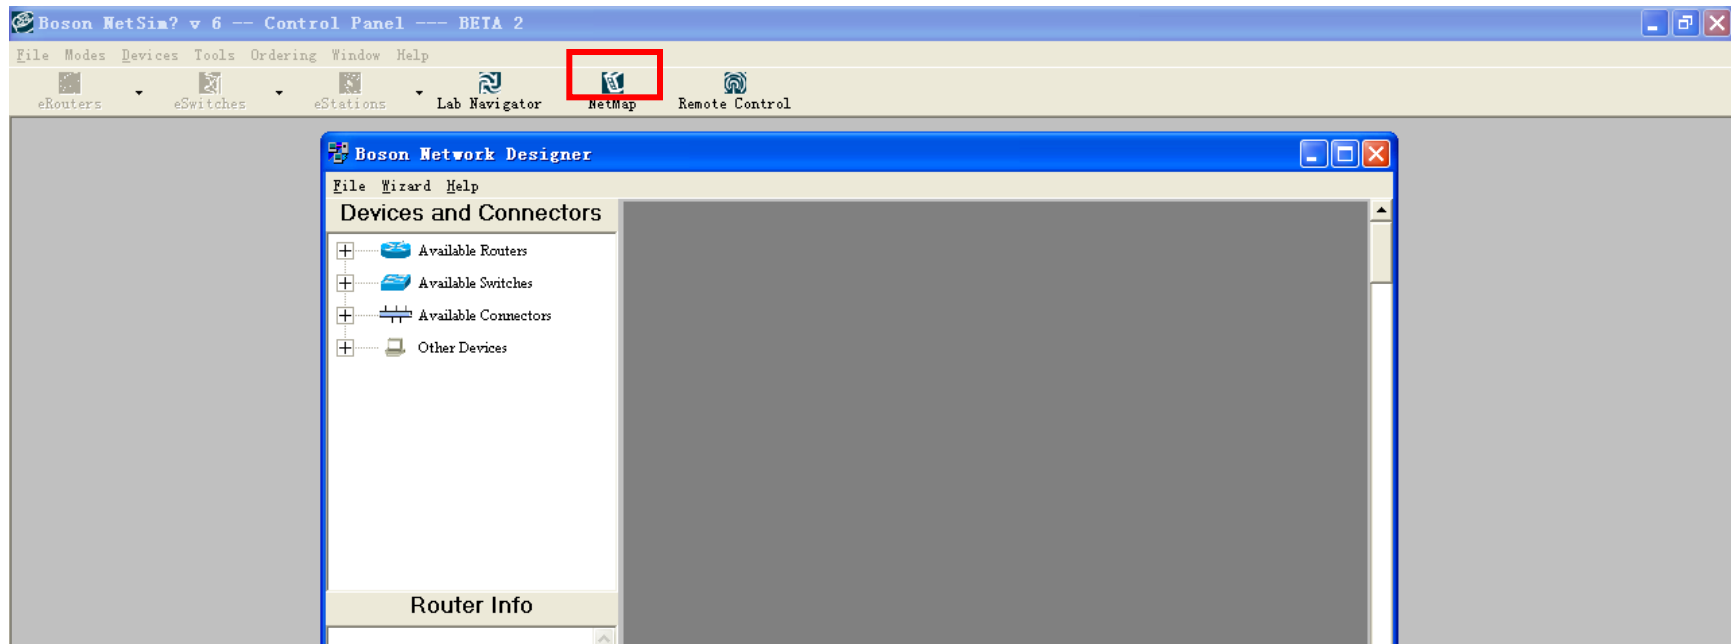 Boson NetSim? v 6 -- Control Panel --- BETA 2
File Modes Devices Tools Ordering Window Help
eRouters eSwitches eStations Lab Navigator NetMap Remote Control
Boson Network Designer
File Wizard Help
Devices and Connectors
Available Routers
Available Switches
Available Connectors
Other Devices
Router Info